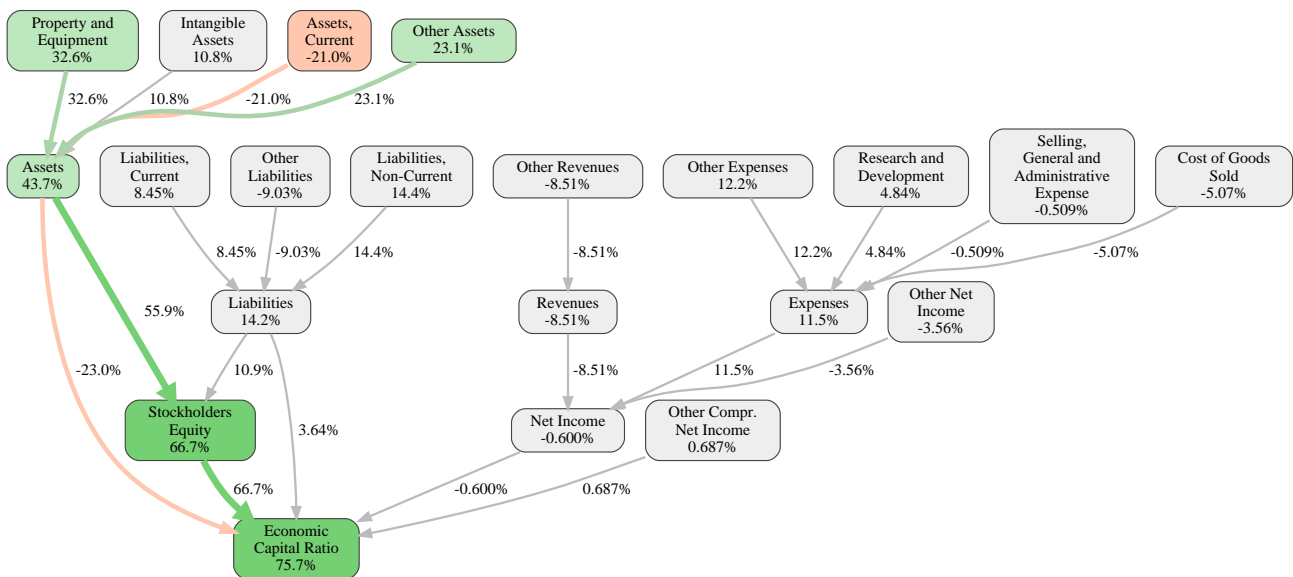 Property and
Equipment
32.6%
Intangible
Assets
10.8%
Assets,
Current
-21.0%
Other Assets
23.1%
32.6%
10.8%
-21.0%
23.1%
Assets
43.7%
Liabilities,
Current
8.45%
Other
Liabilities
-9.03%
Liabilities,
Non-Current
14.4%
Other Revenues
-8.51%
Other Expenses
12.2%
Research and
Development
4.84%
Selling,
General and
Administrative
Expense
-0.509%
Cost of Goods
Sold
-5.07%
8.45%
-9.03%
14.4%
-8.51%
12.2%
4.84%
-0.509%
-5.07%
55.9%
Liabilities
14.2%
Revenues
-8.51%
Expenses
11.5%
Other Net
Income
-3.56%
-23.0%
10.9%
-8.51%
11.5%
-3.56%
Stockholders
Equity
66.7%
3.64%
Net Income
-0.600%
Other Compr.
Net Income
0.687%
66.7%
-0.600%
0.687%
Economic
Capital Ratio
75.7%